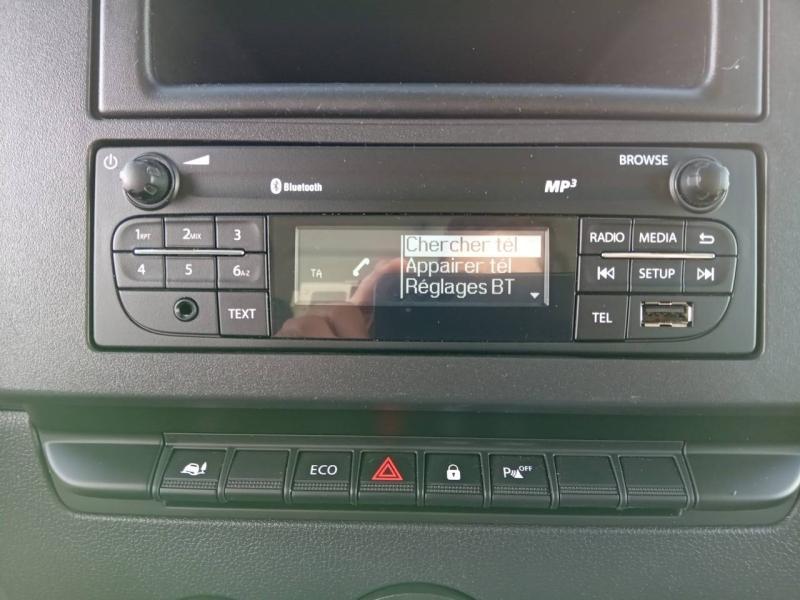 BROWSE
Bluetooth
MP3
1RPT 2MIX 3
4 5 6A-Z
TEXT
TA
Chercher tél
Appairer tél
Réglages BT
RADIO MEDIA
SETUP
TEL
ECO
P OFF